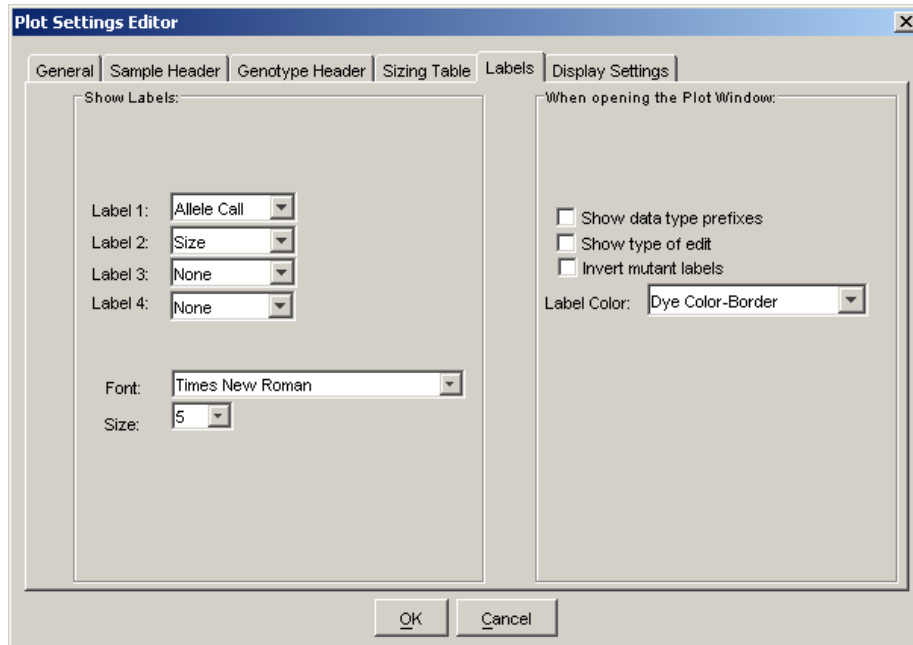 Plot Settings Editor
General Sample Header Genotype Header Sizing Table Labels Display Settings
Show Labels:
Label 1: Allele Call
Label 2: Size
Label 3: None
Label 4: None
Font: Times New Roman
Size: 5
When opening the Plot Window:
Show data type prefixes
Show type of edit
Invert mutant labels
Label Color: Dye Color-Border
OK Cancel